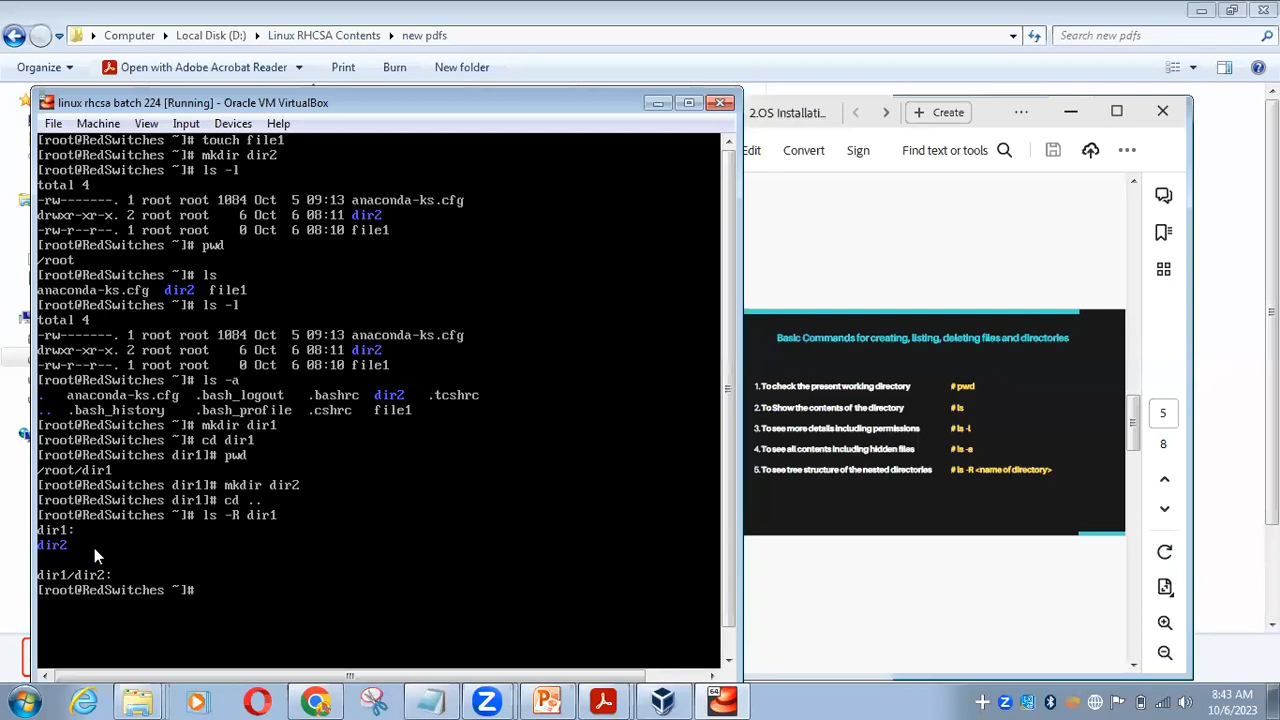 Computer
Local Disk (D:)
Linux RHCSA Contents
new pdfs
Search new pdfs
Organize
Open with Adobe Acrobat Reader
Print
Burn
New folder
linux rhcsa batch 224 [Running] - Oracle VM VirtualBox
File Machine View Input Devices Help
[root@RedSwitches ~]# touch file1
[root@RedSwitches ~]# mkdir dir2
[root@RedSwitches ~]# ls -l
total 4
-rw-------. 1 root root 1084 Oct  5 09:13 anaconda-ks.cfg
drwxr-xr-x. 2 root root    6 Oct  6 08:11 dir2
-rw-r--r--. 1 root root    0 Oct  6 08:10 file1
[root@RedSwitches ~]# pwd
/root
[root@RedSwitches ~]# ls
anaconda-ks.cfg  dir2  file1
[root@RedSwitches ~]# ls -l
total 4
-rw-------. 1 root root 1084 Oct  5 09:13 anaconda-ks.cfg
drwxr-xr-x. 2 root root    6 Oct  6 08:11 dir2
-rw-r--r--. 1 root root    0 Oct  6 08:10 file1
[root@RedSwitches ~]# ls -a
.   anaconda-ks.cfg  .bash_logout   .bashrc  dir2   .tcshrc
..  .bash_history    .bash_profile  .cshrc   file1
[root@RedSwitches ~]# mkdir dir1
[root@RedSwitches ~]# cd dir1
[root@RedSwitches dir1]# pwd
/root/dir1
[root@RedSwitches dir1]# mkdir dir2
[root@RedSwitches dir1]# cd ..
[root@RedSwitches ~]# ls -R dir1
dir1:
dir2
dir1/dir2:
[root@RedSwitches ~]#
2.OS Installati...
+ Create
Edit Convert Sign Find text or tools
Basic Commands for creating, listing, deleting files and directories
1. To check the present working directory # pwd
2. To Show the contents of the directory # ls
3. To see more details including permissions # ls -l
4. To see all contents including hidden files # ls -a
5. To see tree structure of the nested directories # ls -R <name of directory>
5
8
64
8:43 AM
10/6/2023